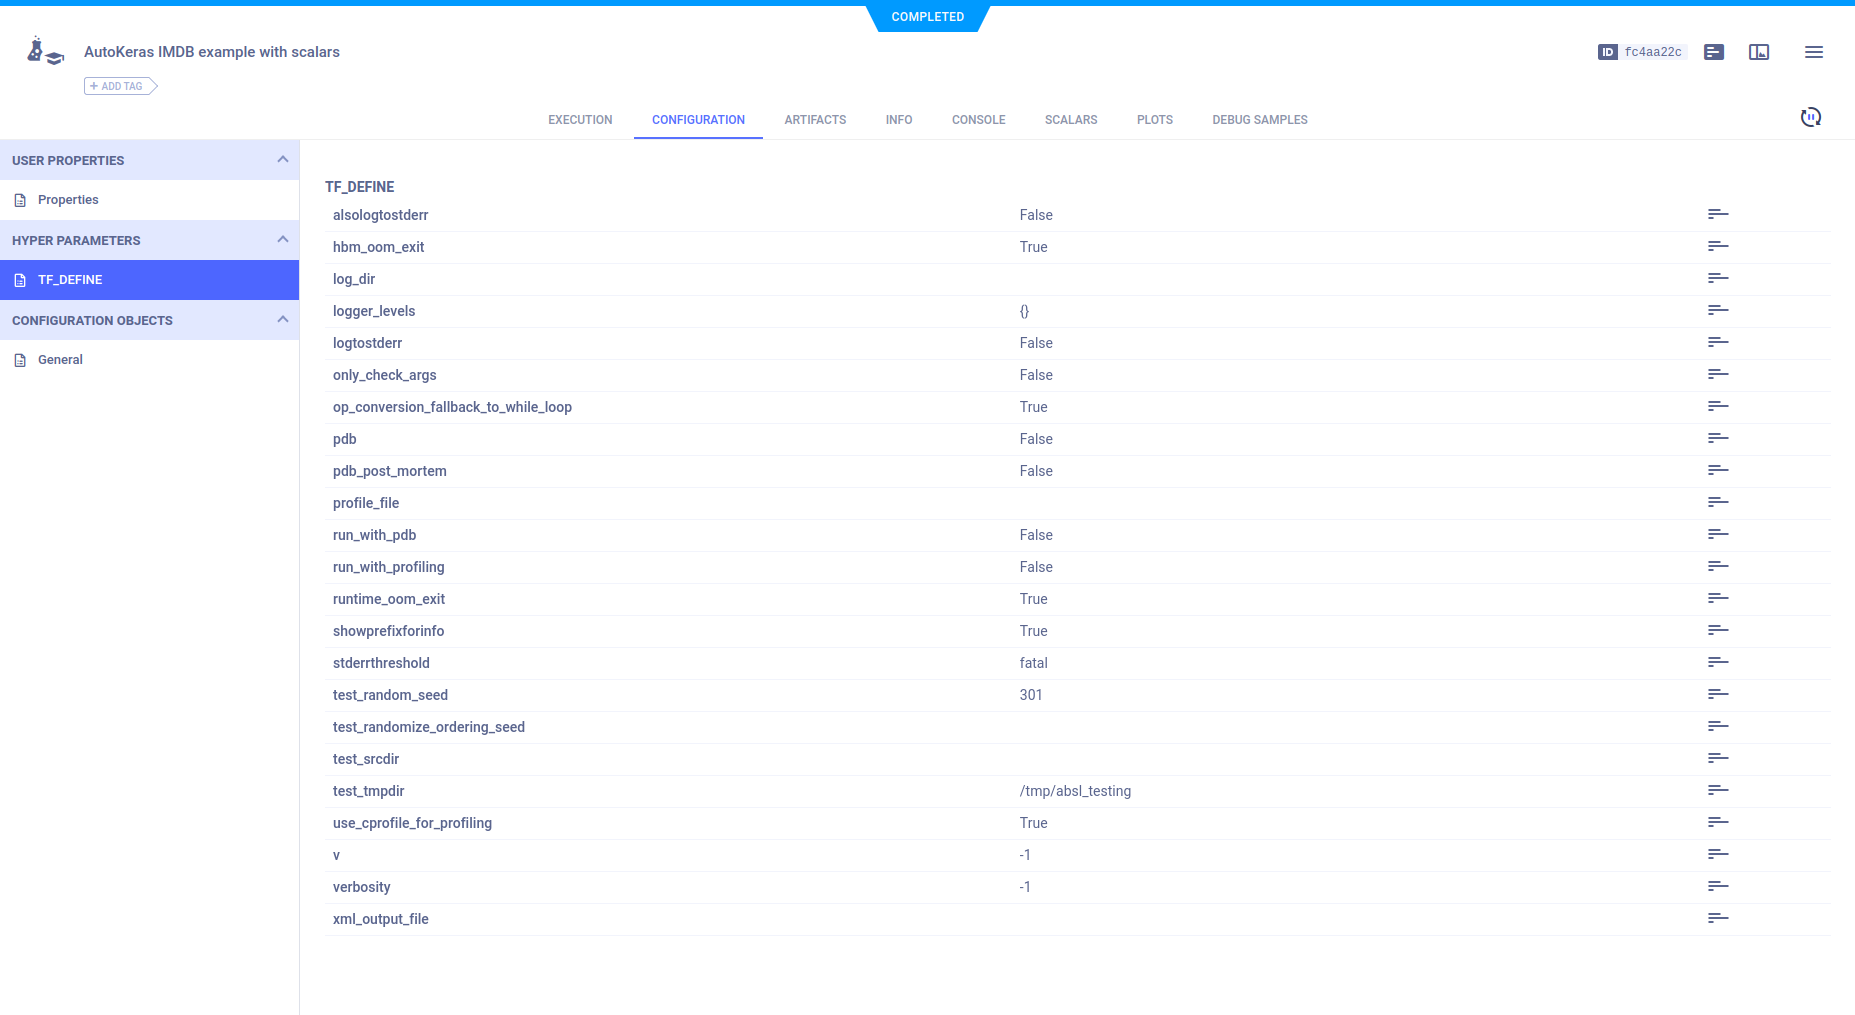 COMPLETED
AutoKeras IMDB example with scalars
ID fc4aa22c
+ ADD TAG
EXECUTION CONFIGURATION ARTIFACTS INFO CONSOLE SCALARS PLOTS DEBUG SAMPLES
USER PROPERTIES
Properties
HYPER PARAMETERS
TF_DEFINE
CONFIGURATION OBJECTS
General
TF_DEFINE
alsologtostderr False
hbm_oom_exit True
log_dir
logger_levels {}
logtostderr False
only_check_args False
op_conversion_fallback_to_while_loop True
pdb False
pdb_post_mortem False
profile_file
run_with_pdb False
run_with_profiling False
runtime_oom_exit True
showprefixforinfo True
stderrthreshold fatal
test_random_seed 301
test_randomize_ordering_seed
test_srcdir
test_tmpdir /tmp/absl_testing
use_cprofile_for_profiling True
v -1
verbosity -1
xml_output_file